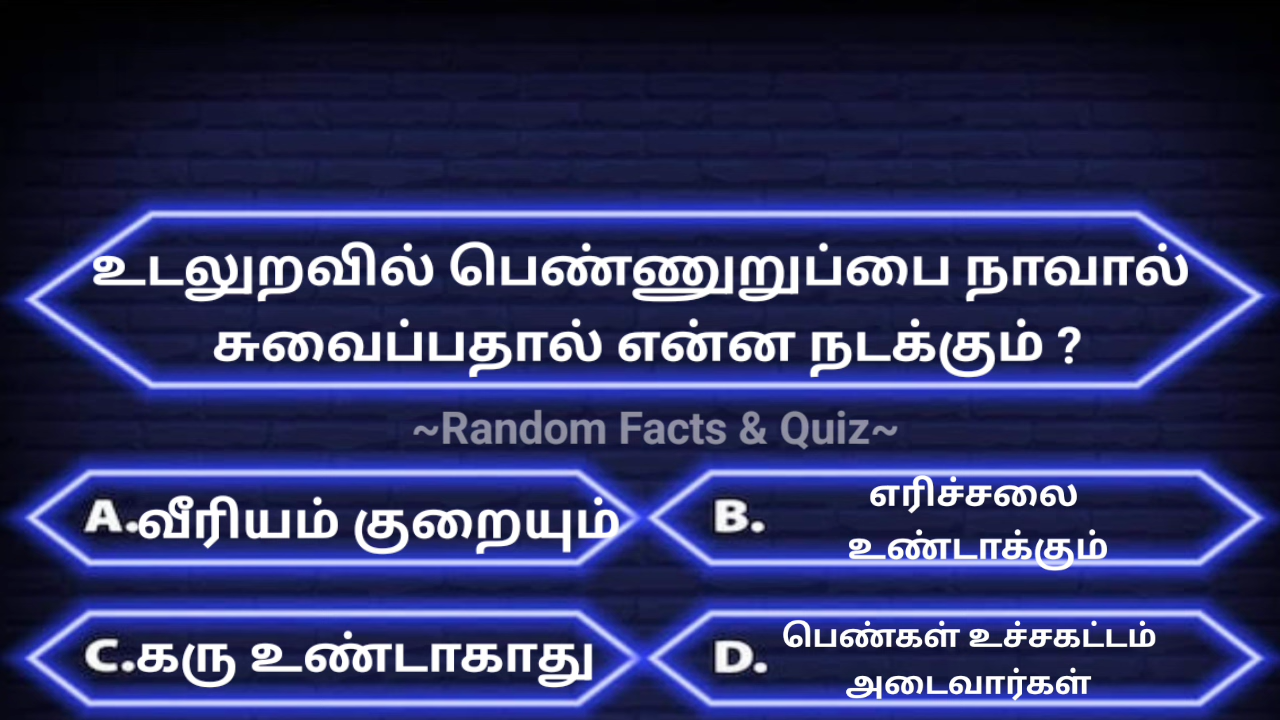 உடலுறவில் பெண்ணுறுப்பை நாவால்
சுவைப்பதால் என்ன நடக்கும் ?
~Random Facts & Quiz~
A.வீரியம் குறையும்
B. எரிச்சலை
உண்டாக்கும்
C.கரு உண்டாகாது
D. பெண்கள் உச்சகட்டம்
அடைவார்கள்